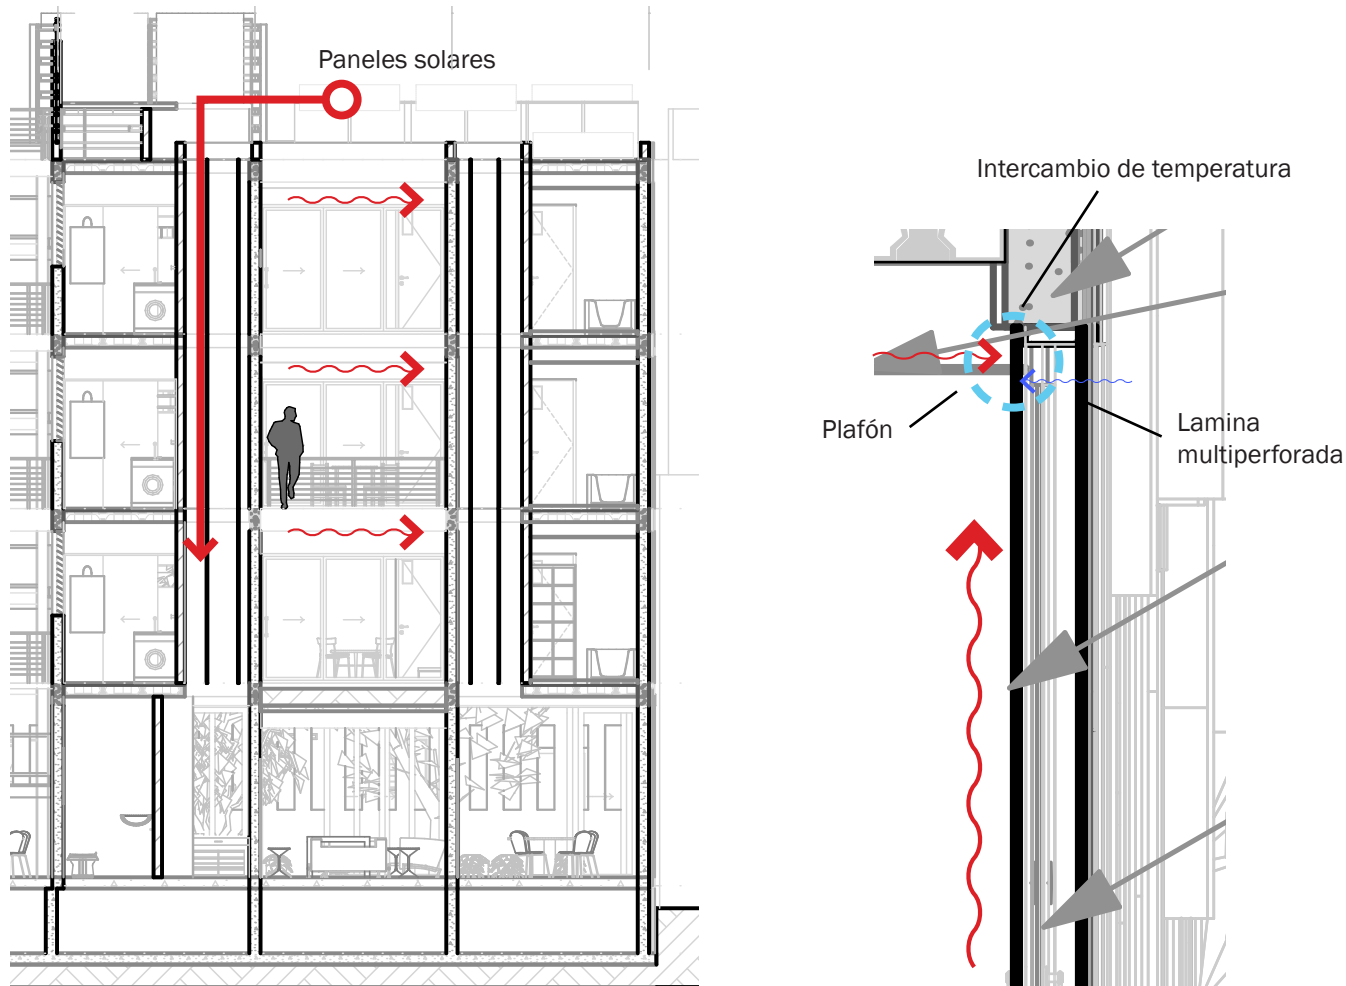 Paneles solares
Intercambio de temperatura
Plafón
Lamina
multiperforada